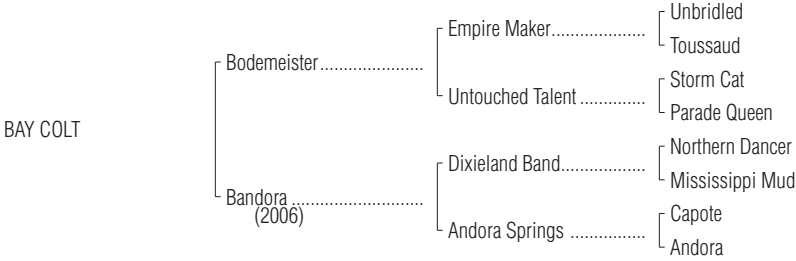 Unbridled
Empire Maker....................
Toussaud
Bodemeister......................
Storm Cat
Untouched Talent ..............
Parade Queen
BAY COLT
Northern Dancer
Dixieland Band..................
Mississippi Mud
Bandora ............................
(2006)
Capote
Andora Springs ................
Andora